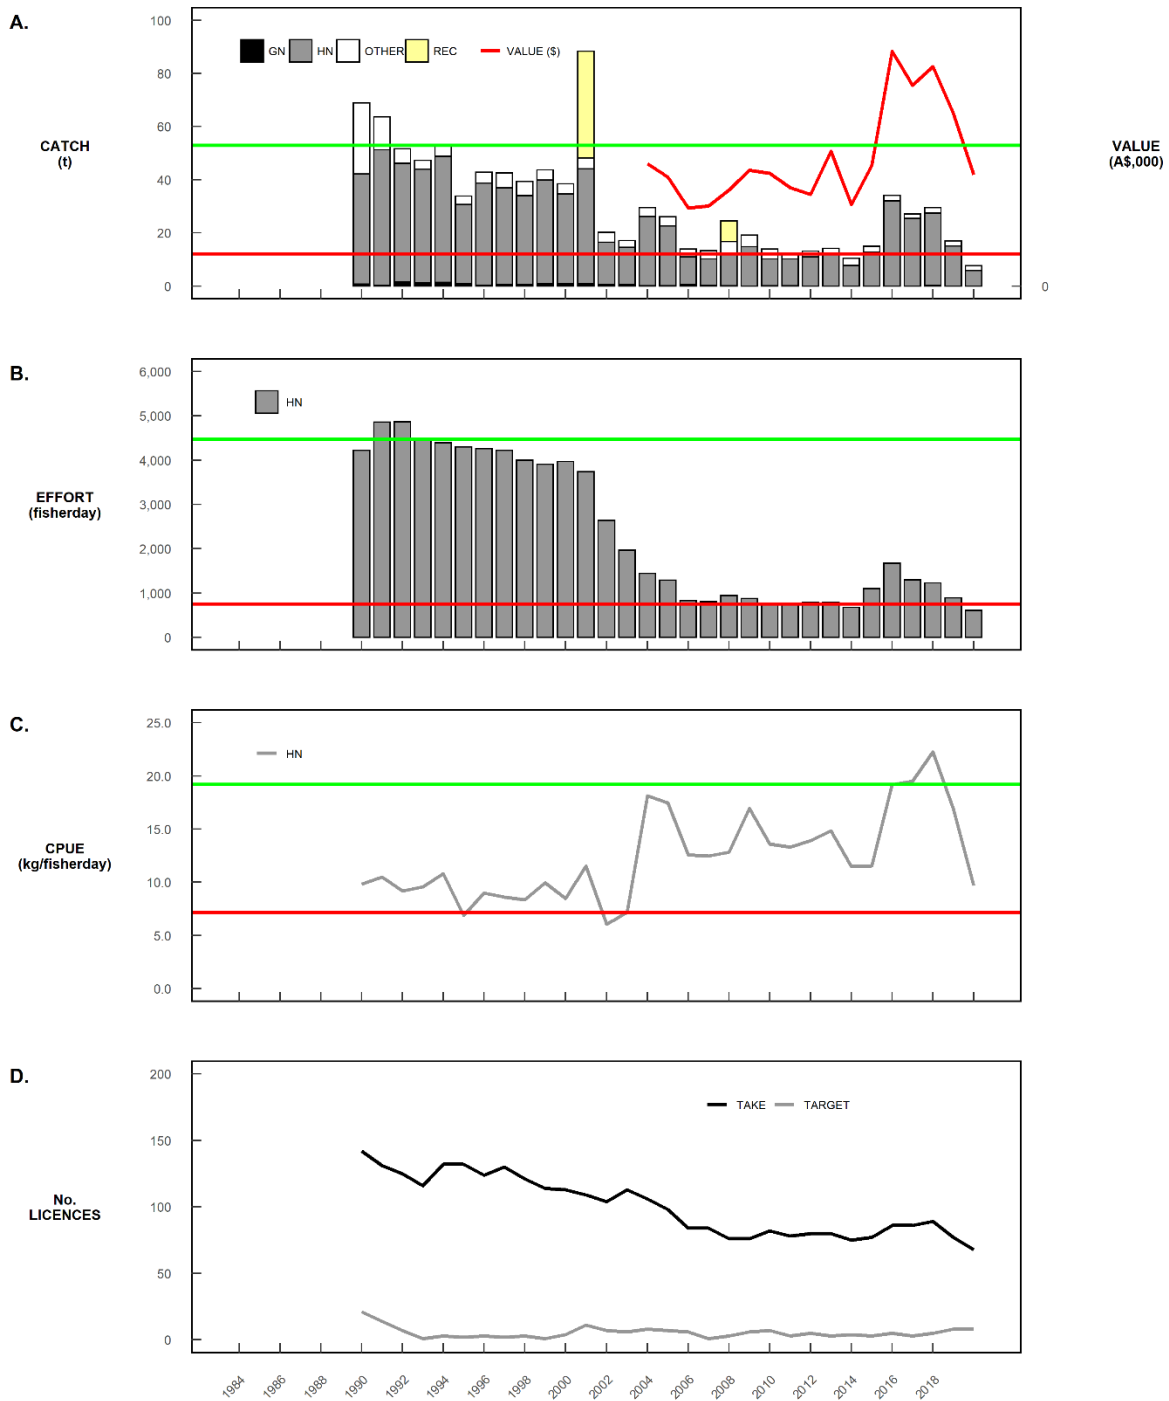 A.
CATCH
(t)
100
80
60
40
20
0
GN HN OTHER REC VALUE ($)
VALUE
(A$,000)
0
B.
EFFORT
(fisherday)
6,000
5,000
4,000
3,000
2,000
1,000
0
HN
C.
CPUE
(kg/fisherday)
25.0
20.0
15.0
10.0
5.0
0.0
HN
D.
No.
LICENCES
200
150
100
50
0
TAKE TARGET
1984 1986 1988 1990 1992 1994 1996 1998 2000 2002 2004 2006 2008 2010 2012 2014 2016 2018